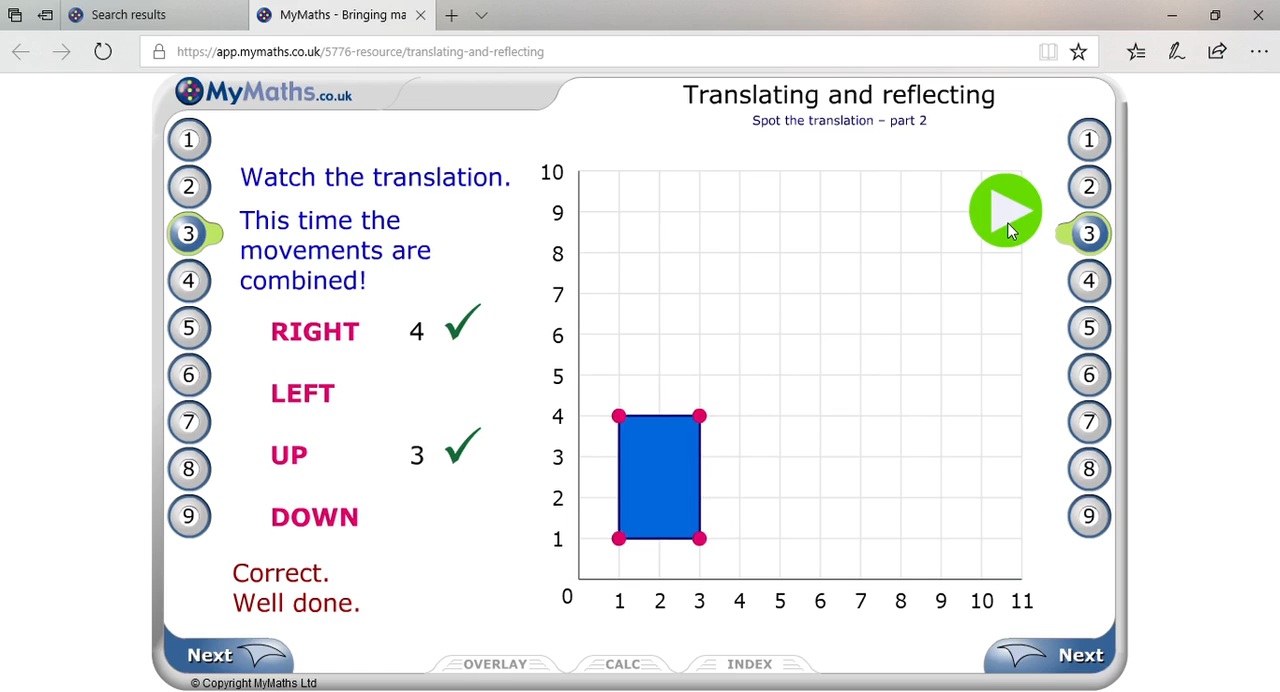 Search results
MyMaths - Bringing ma
https://app.mymaths.co.uk/5776-resource/translating-and-reflecting
MyMaths.co.uk
Translating and reflecting
Spot the translation – part 2
1
2
3
4
5
6
7
8
9
Watch the translation.
This time the
movements are
combined!
RIGHT 4
LEFT
UP 3
DOWN
Correct.
Well done.
10
9
8
7
6
5
4
3
2
1
0 1 2 3 4 5 6 7 8 9 10 11
1
2
3
4
5
6
7
8
9
Next
OVERLAY CALC INDEX
Next
© Copyright MyMaths Ltd